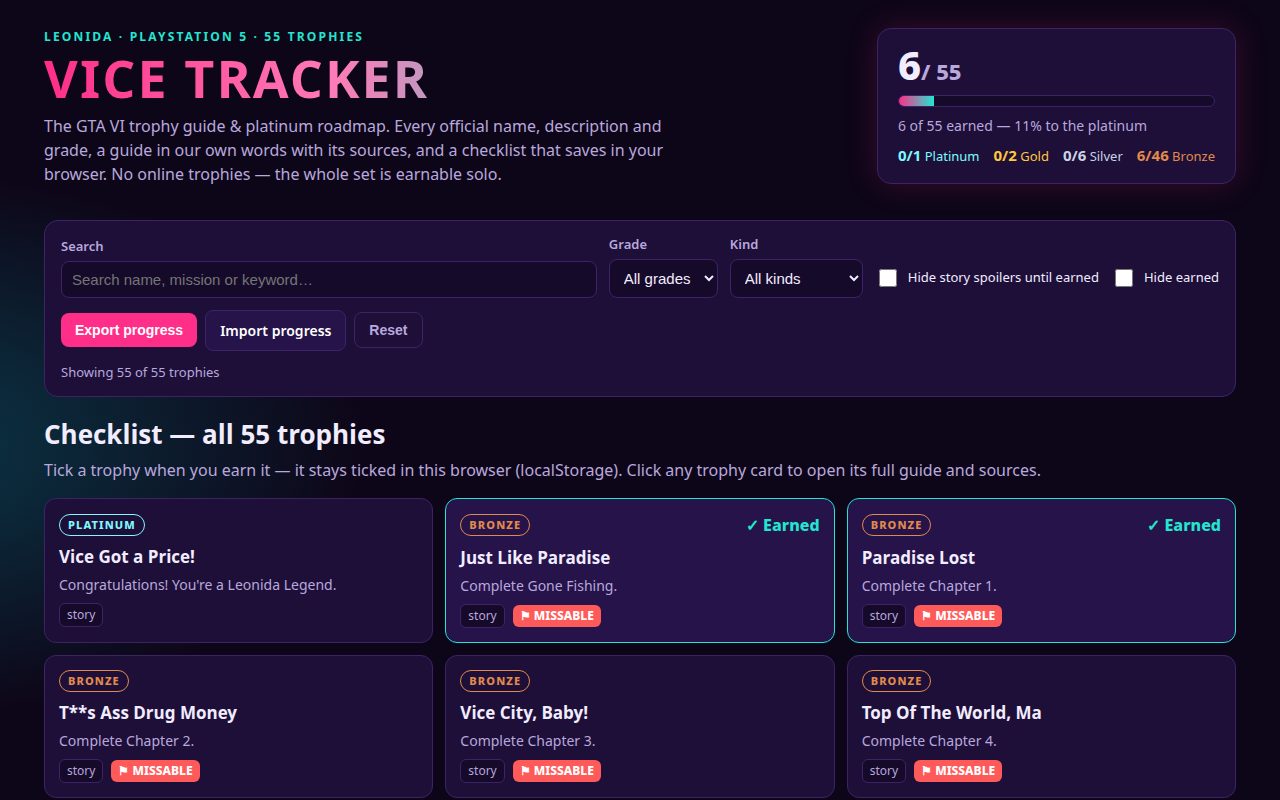 LEONIDA · PLAYSTATION 5 · 55 TROPHIES
VICE TRACKER
The GTA VI trophy guide & platinum roadmap. Every official name, description and
grade, a guide in our own words with its sources, and a checklist that saves in your
browser. No online trophies — the whole set is earnable solo.
6/ 55
6 of 55 earned — 11% to the platinum
0/1 Platinum 0/2 Gold 0/6 Silver 6/46 Bronze
Search
Grade
Kind
Search name, mission or keyword…
All grades
All kinds
Hide story spoilers until earned
Hide earned
Export progress
Import progress
Reset
Showing 55 of 55 trophies
Checklist — all 55 trophies
Tick a trophy when you earn it — it stays ticked in this browser (localStorage). Click any trophy card to open its full guide and sources.
PLATINUM
Vice Got a Price!
Congratulations! You're a Leonida Legend.
story
BRONZE
✓ Earned
Just Like Paradise
Complete Gone Fishing.
story
⚑ MISSABLE
BRONZE
✓ Earned
Paradise Lost
Complete Chapter 1.
story
⚑ MISSABLE
BRONZE
T**s Ass Drug Money
Complete Chapter 2.
story
⚑ MISSABLE
BRONZE
Vice City, Baby!
Complete Chapter 3.
story
⚑ MISSABLE
BRONZE
Top Of The World, Ma
Complete Chapter 4.
story
⚑ MISSABLE